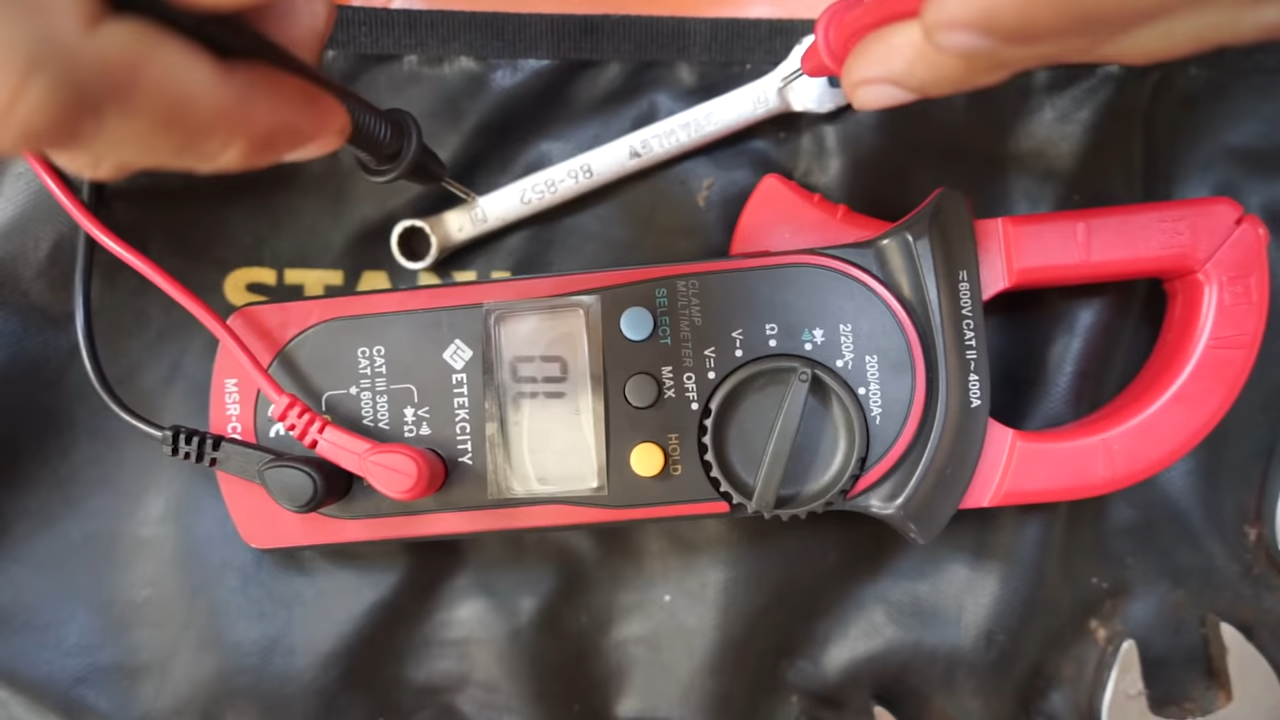 STAN
STANLEY
86-852
≂600V CAT II ~ 400A
200/400A~
2/20A~
Ω
V~
V⎓
OFF
CLAMP
MULTIMETER
SELECT
MAX
HOLD
OL
ETEKCITY
V
Ω
CAT III 300V
CAT II 600V
MSR-C